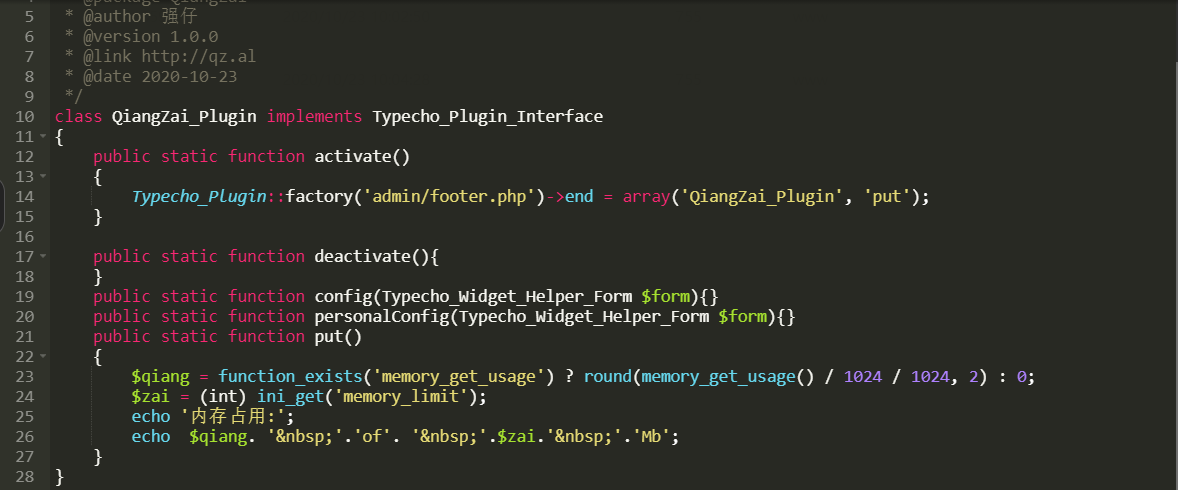 5 * @author 强仔
6 * @version 1.0.0
7 * @link http://qz.al
8 * @date 2020-10-23
9 */
10 class QiangZai_Plugin implements Typecho_Plugin_Interface
11 {
12 public static function activate()
13 {
14 Typecho_Plugin::factory('admin/footer.php')->end = array('QiangZai_Plugin', 'put');
15 }
16
17 public static function deactivate(){
18 }
19 public static function config(Typecho_Widget_Helper_Form $form){}
20 public static function personalConfig(Typecho_Widget_Helper_Form $form){}
21 public static function put()
22 {
23 $qiang = function_exists('memory_get_usage') ? round(memory_get_usage() / 1024 / 1024, 2) : 0;
24 $zai = (int) ini_get('memory_limit');
25 echo '内存占用:';
26 echo  $qiang. '&nbsp;'.'of'. '&nbsp;'.$zai.'&nbsp;'.'Mb';
27 }
28 }